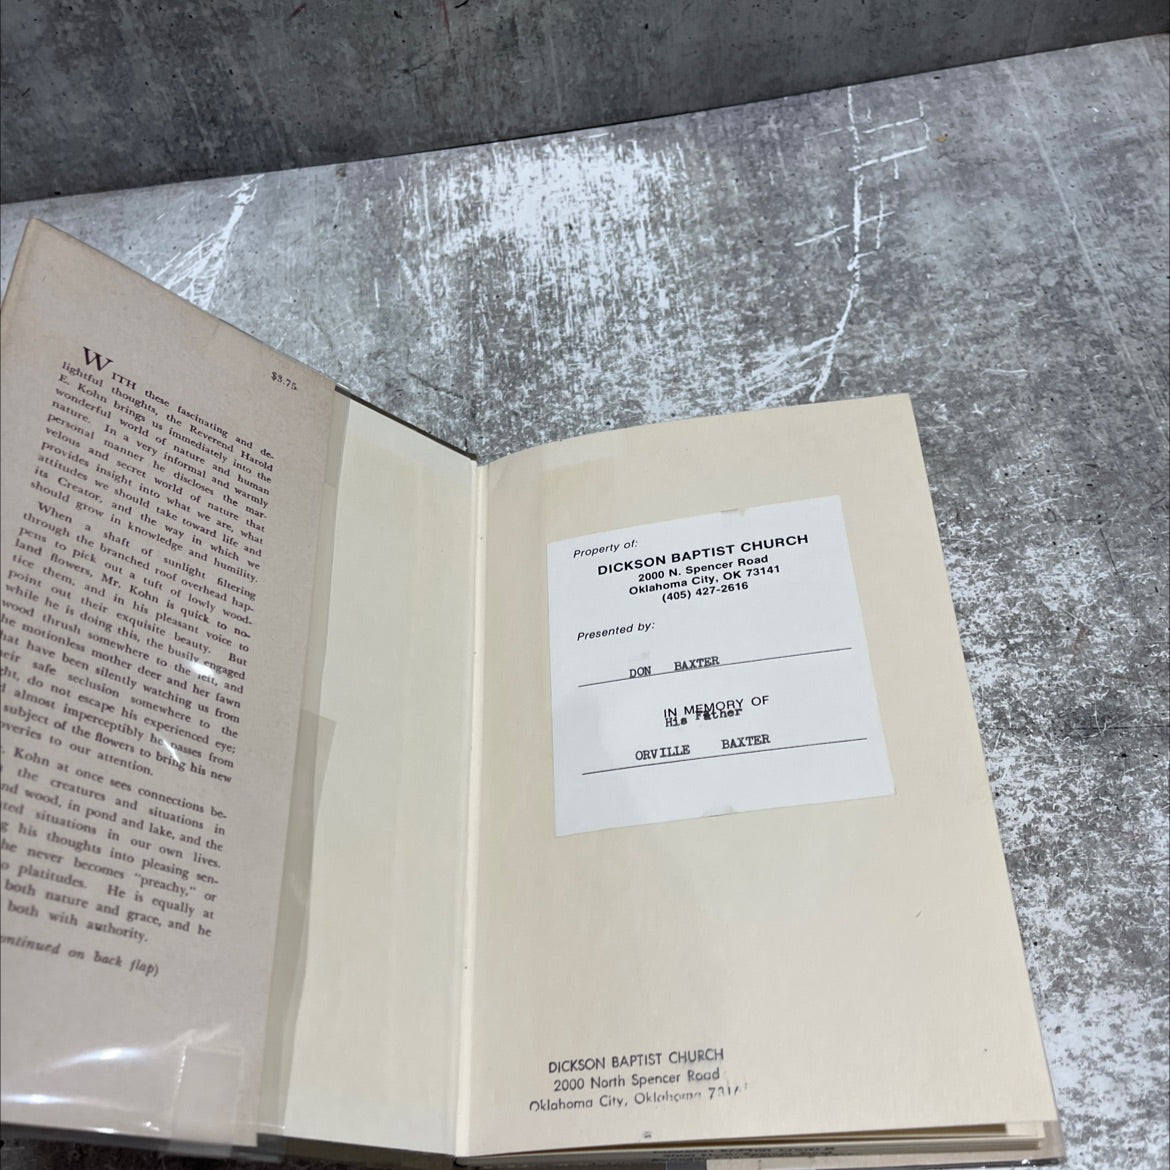 $3.75
WITH these fascinating and de-
lightful thoughts, the Reverend Harold
E. Kohn brings us immediately into the
wonderful world of nature and human
nature. In a very informal and warmly
personal manner he discloses the mar-
velous and secret world of nature that
provides insight into what we are, what
attitudes we should take toward life and
its Creator, and the way in which we
should grow in knowledge and humility.
When a shaft of sunlight filtering
through the branched roof overhead hap-
pens to pick out a tuft of lowly wood-
land flowers, Mr. Kohn is quick to no-
tice them, and in his pleasant voice to
point out their exquisite beauty. But
while he is doing this, the busily engaged
wood thrush somewhere to the left, and
he motionless mother deer and her fawn
hat have been silently watching us from
eir safe seclusion somewhere to the
ht, do not escape his experienced eye;
almost imperceptibly he passes from
subject of the flowers to bring his new
overies to our attention.
. Kohn at once sees connections be-
the creatures and situations in
nd wood, in pond and lake, and the
ted situations in our own lives.
g his thoughts into pleasing sen-
he never becomes "preachy," or
o platitudes. He is equally at
both nature and grace, and he
both with authority.
ontinued on back flap)
Property of:
DICKSON BAPTIST CHURCH
2000 N. Spencer Road
Oklahoma City, OK 73141
(405) 427-2616
Presented by:
DON BAXTER
IN MEMORY OF
His Father
ORVILLE BAXTER
DICKSON BAPTIST CHURCH
2000 North Spencer Road
Oklahoma City, Oklahoma 73141